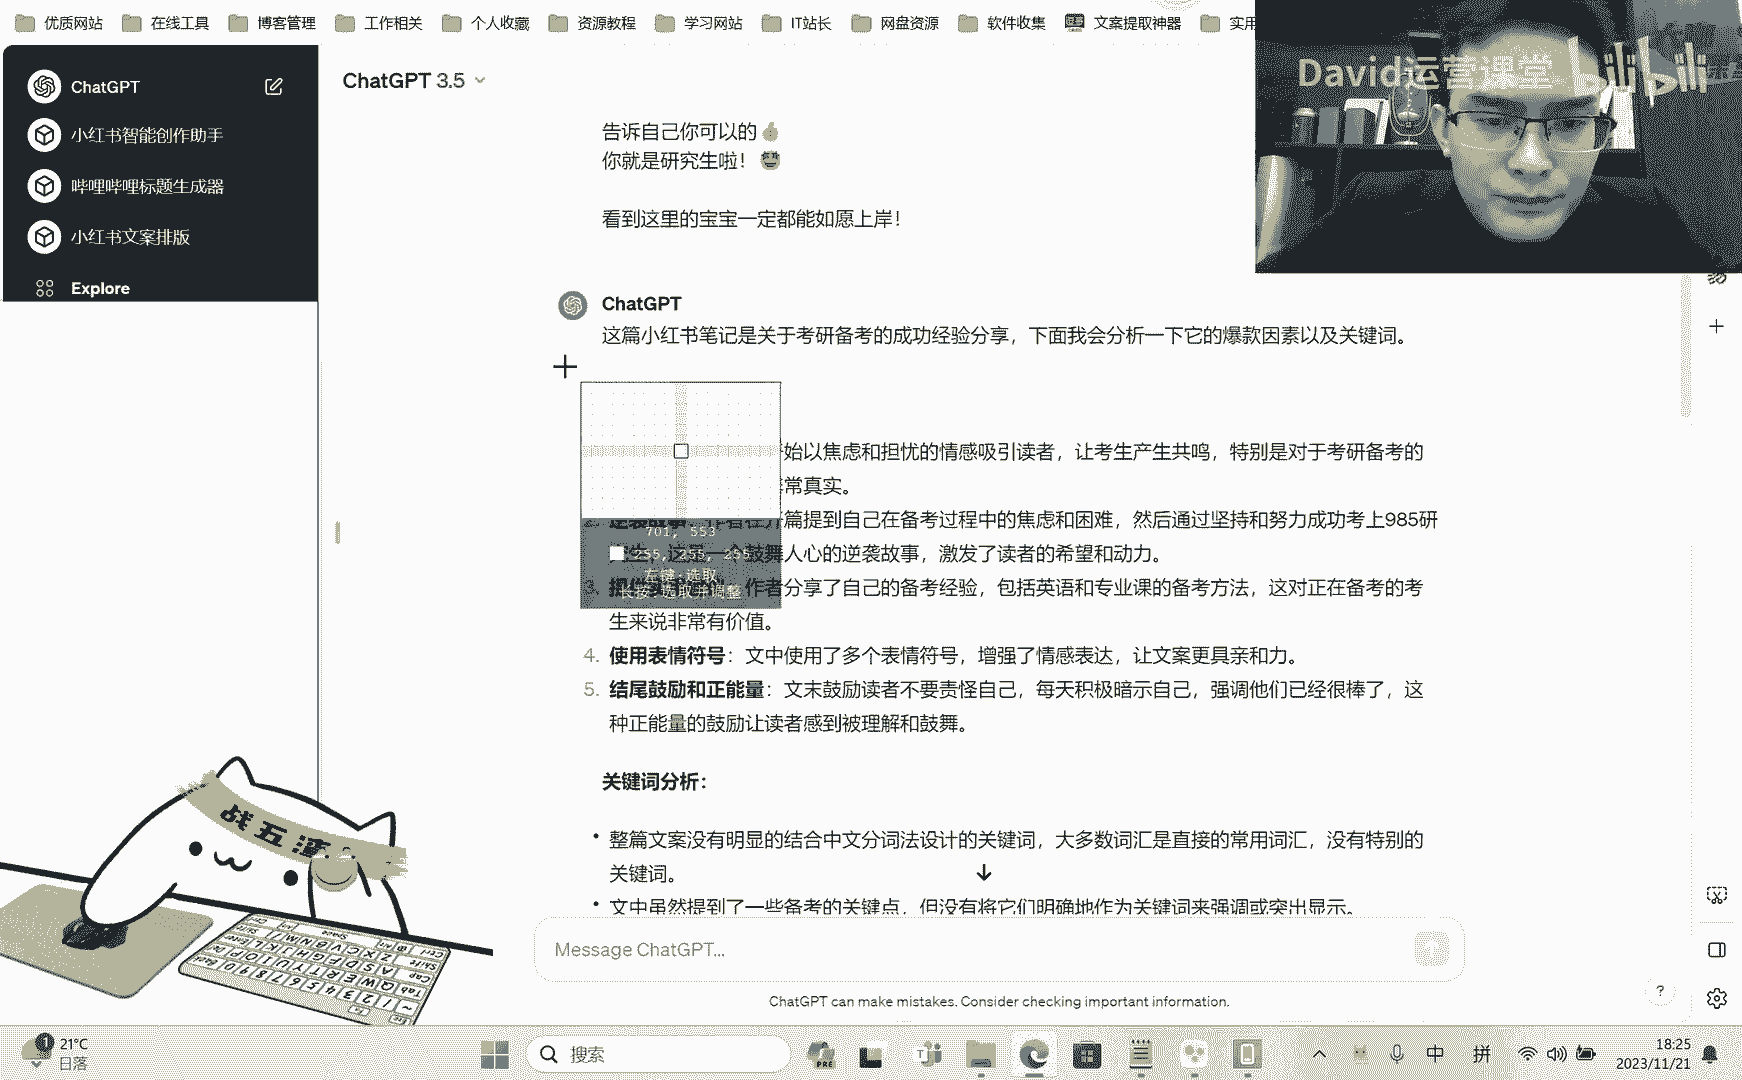 优质网站 在线工具 博客管理 工作相关 个人收藏 资源教程 学习网站 IT站长 网盘资源 软件收集 文案提取神器 实用
David运营课堂 bilibili
ChatGPT
小红书智能创作助手
哔哩哔哩标题生成器
小红书文案排版
Explore
ChatGPT 3.5
告诉自己你可以的
你就是研究生啦！
看到这里的宝宝一定都能如愿上岸！
ChatGPT
这篇小红书笔记是关于考研备考的成功经验分享，下面我会分析一下它的爆款因素以及关键词。
始以焦虑和担忧的情感吸引读者，让考生产生共鸣，特别是对于考研备考的
常真实。
篇提到自己在备考过程中的焦虑和困难，然后通过坚持和努力成功考上985研
人心的逆袭故事，激发了读者的希望和动力。
作者分享了自己的备考经验，包括英语和专业课的备考方法，这对正在备考的考
生来说非常有价值。
701, 553
255, 255, 255
左键:选取
长按:选取并调整
4. 使用表情符号：文中使用了多个表情符号，增强了情感表达，让文案更具亲和力。
5. 结尾鼓励和正能量：文末鼓励读者不要责怪自己，每天积极暗示自己，强调他们已经很棒了，这
种正能量的鼓励让读者感到被理解和鼓舞。
关键词分析：
• 整篇文案没有明显的结合中文分词法设计的关键词，大多数词汇是直接的常用词汇，没有特别的
关键词。
• 文中虽然提到了一些备考的关键点，但没有将它们明确地作为关键词来强调或突出显示。
Message ChatGPT...
ChatGPT can make mistakes. Consider checking important information.
?
战五渣
1
21°C
日落
搜索
PRE
中 拼
18:25
2023/11/21